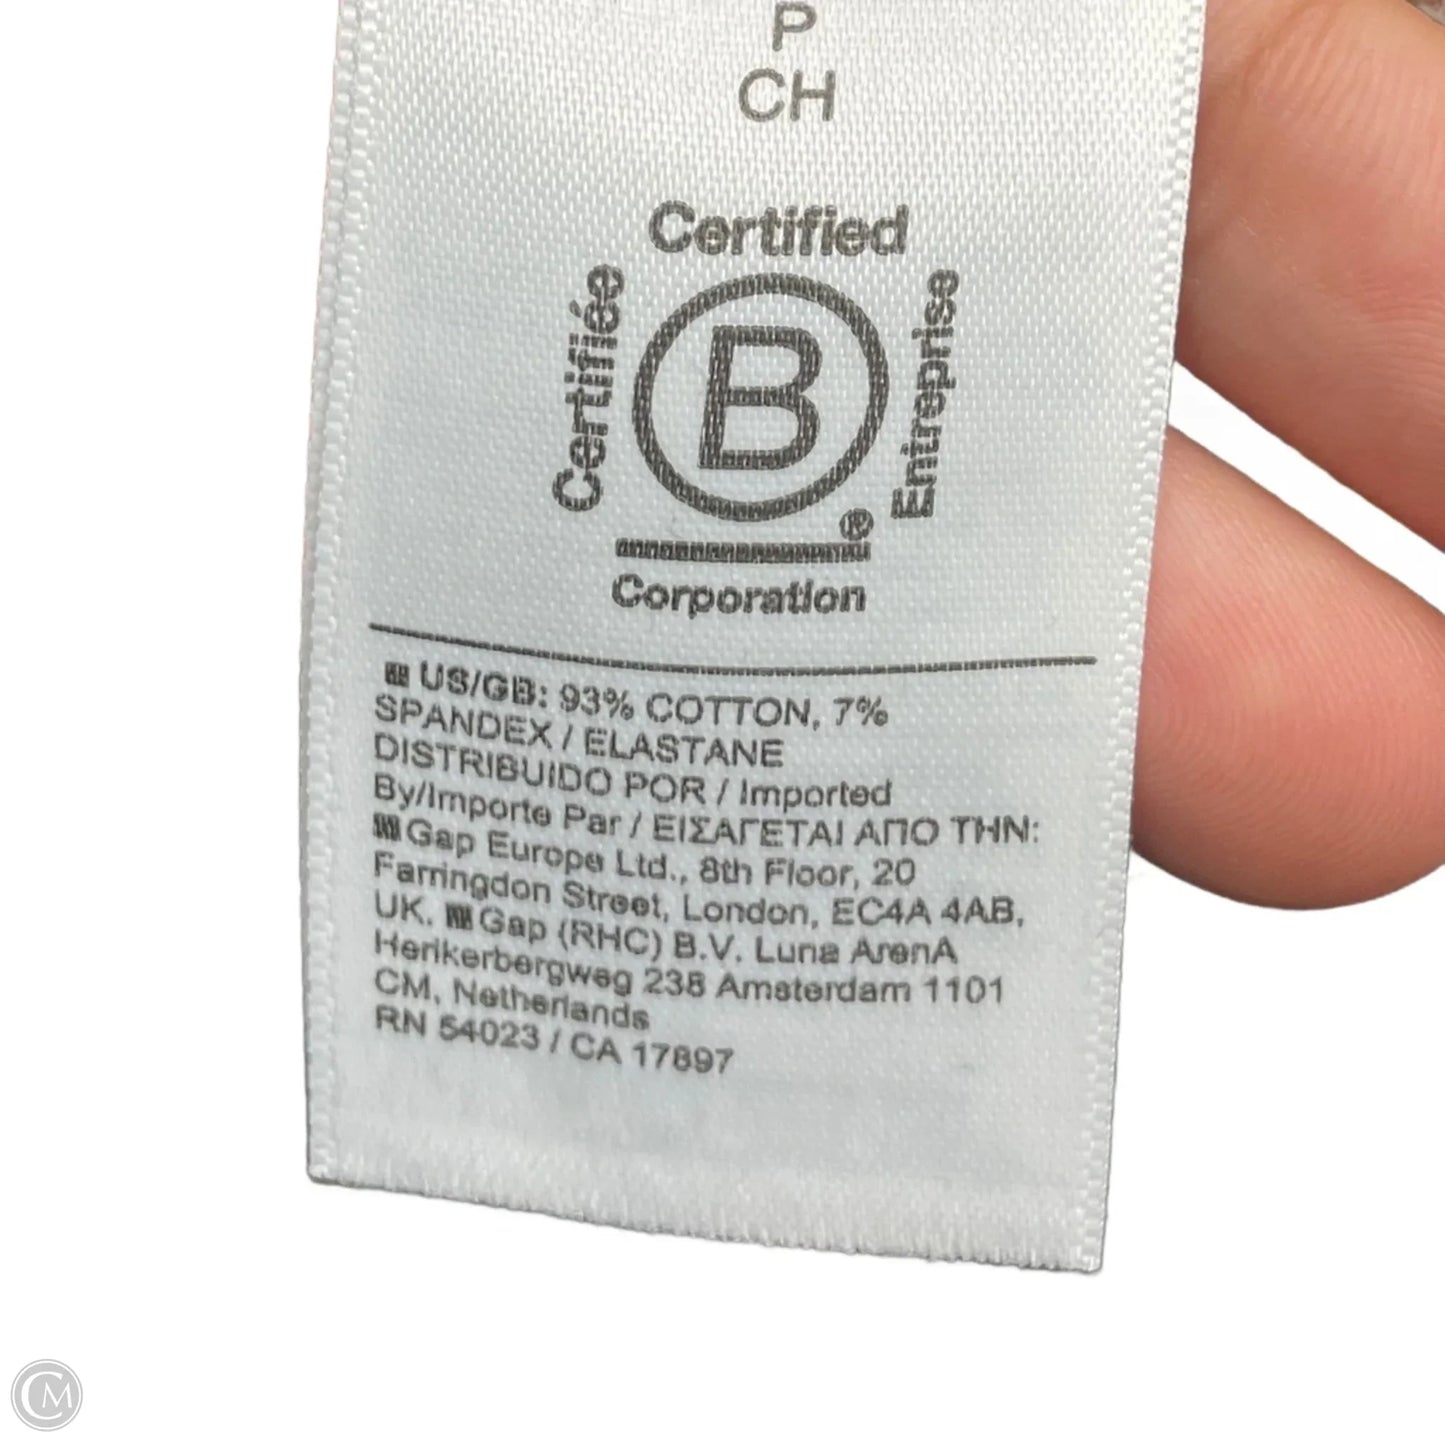 P
CH
Certified
Certifiée
B
Entreprise
®
Corporation
US/GB: 93% COTTON, 7%
SPANDEX / ELASTANE
DISTRIBUIDO POR / Imported
By/Importe Par / ΕΙΣΑΓΕΤΑΙ ΑΠΟ ΤΗΝ:
Gap Europe Ltd., 8th Floor, 20
Farringdon Street, London, EC4A 4AB,
UK. Gap (RHC) B.V. Luna ArenA
Herikerbergweg 238 Amsterdam 1101
CM, Netherlands
RN 54023 / CA 17897
CM